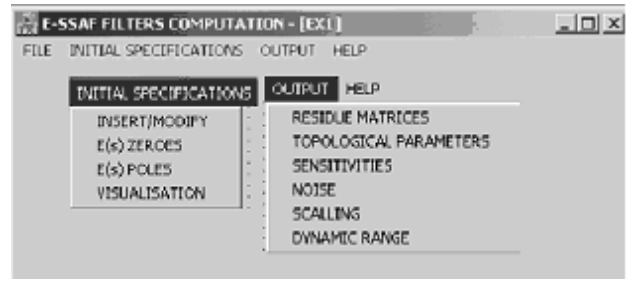 E-SSAF FILTERS COMPUTATION - [EX1]
FILE INITIAL SPECIFICATIONS OUTPUT HELP
INITIAL SPECIFICATIONS
INSERT/MODIFY
E(s) ZEROES
E(s) POLES
VISUALISATION
OUTPUT HELP
RESIDUE MATRICES
TOPOLOGICAL PARAMETERS
SENSITIVITIES
NOISE
SCALLING
DYNAMIC RANGE